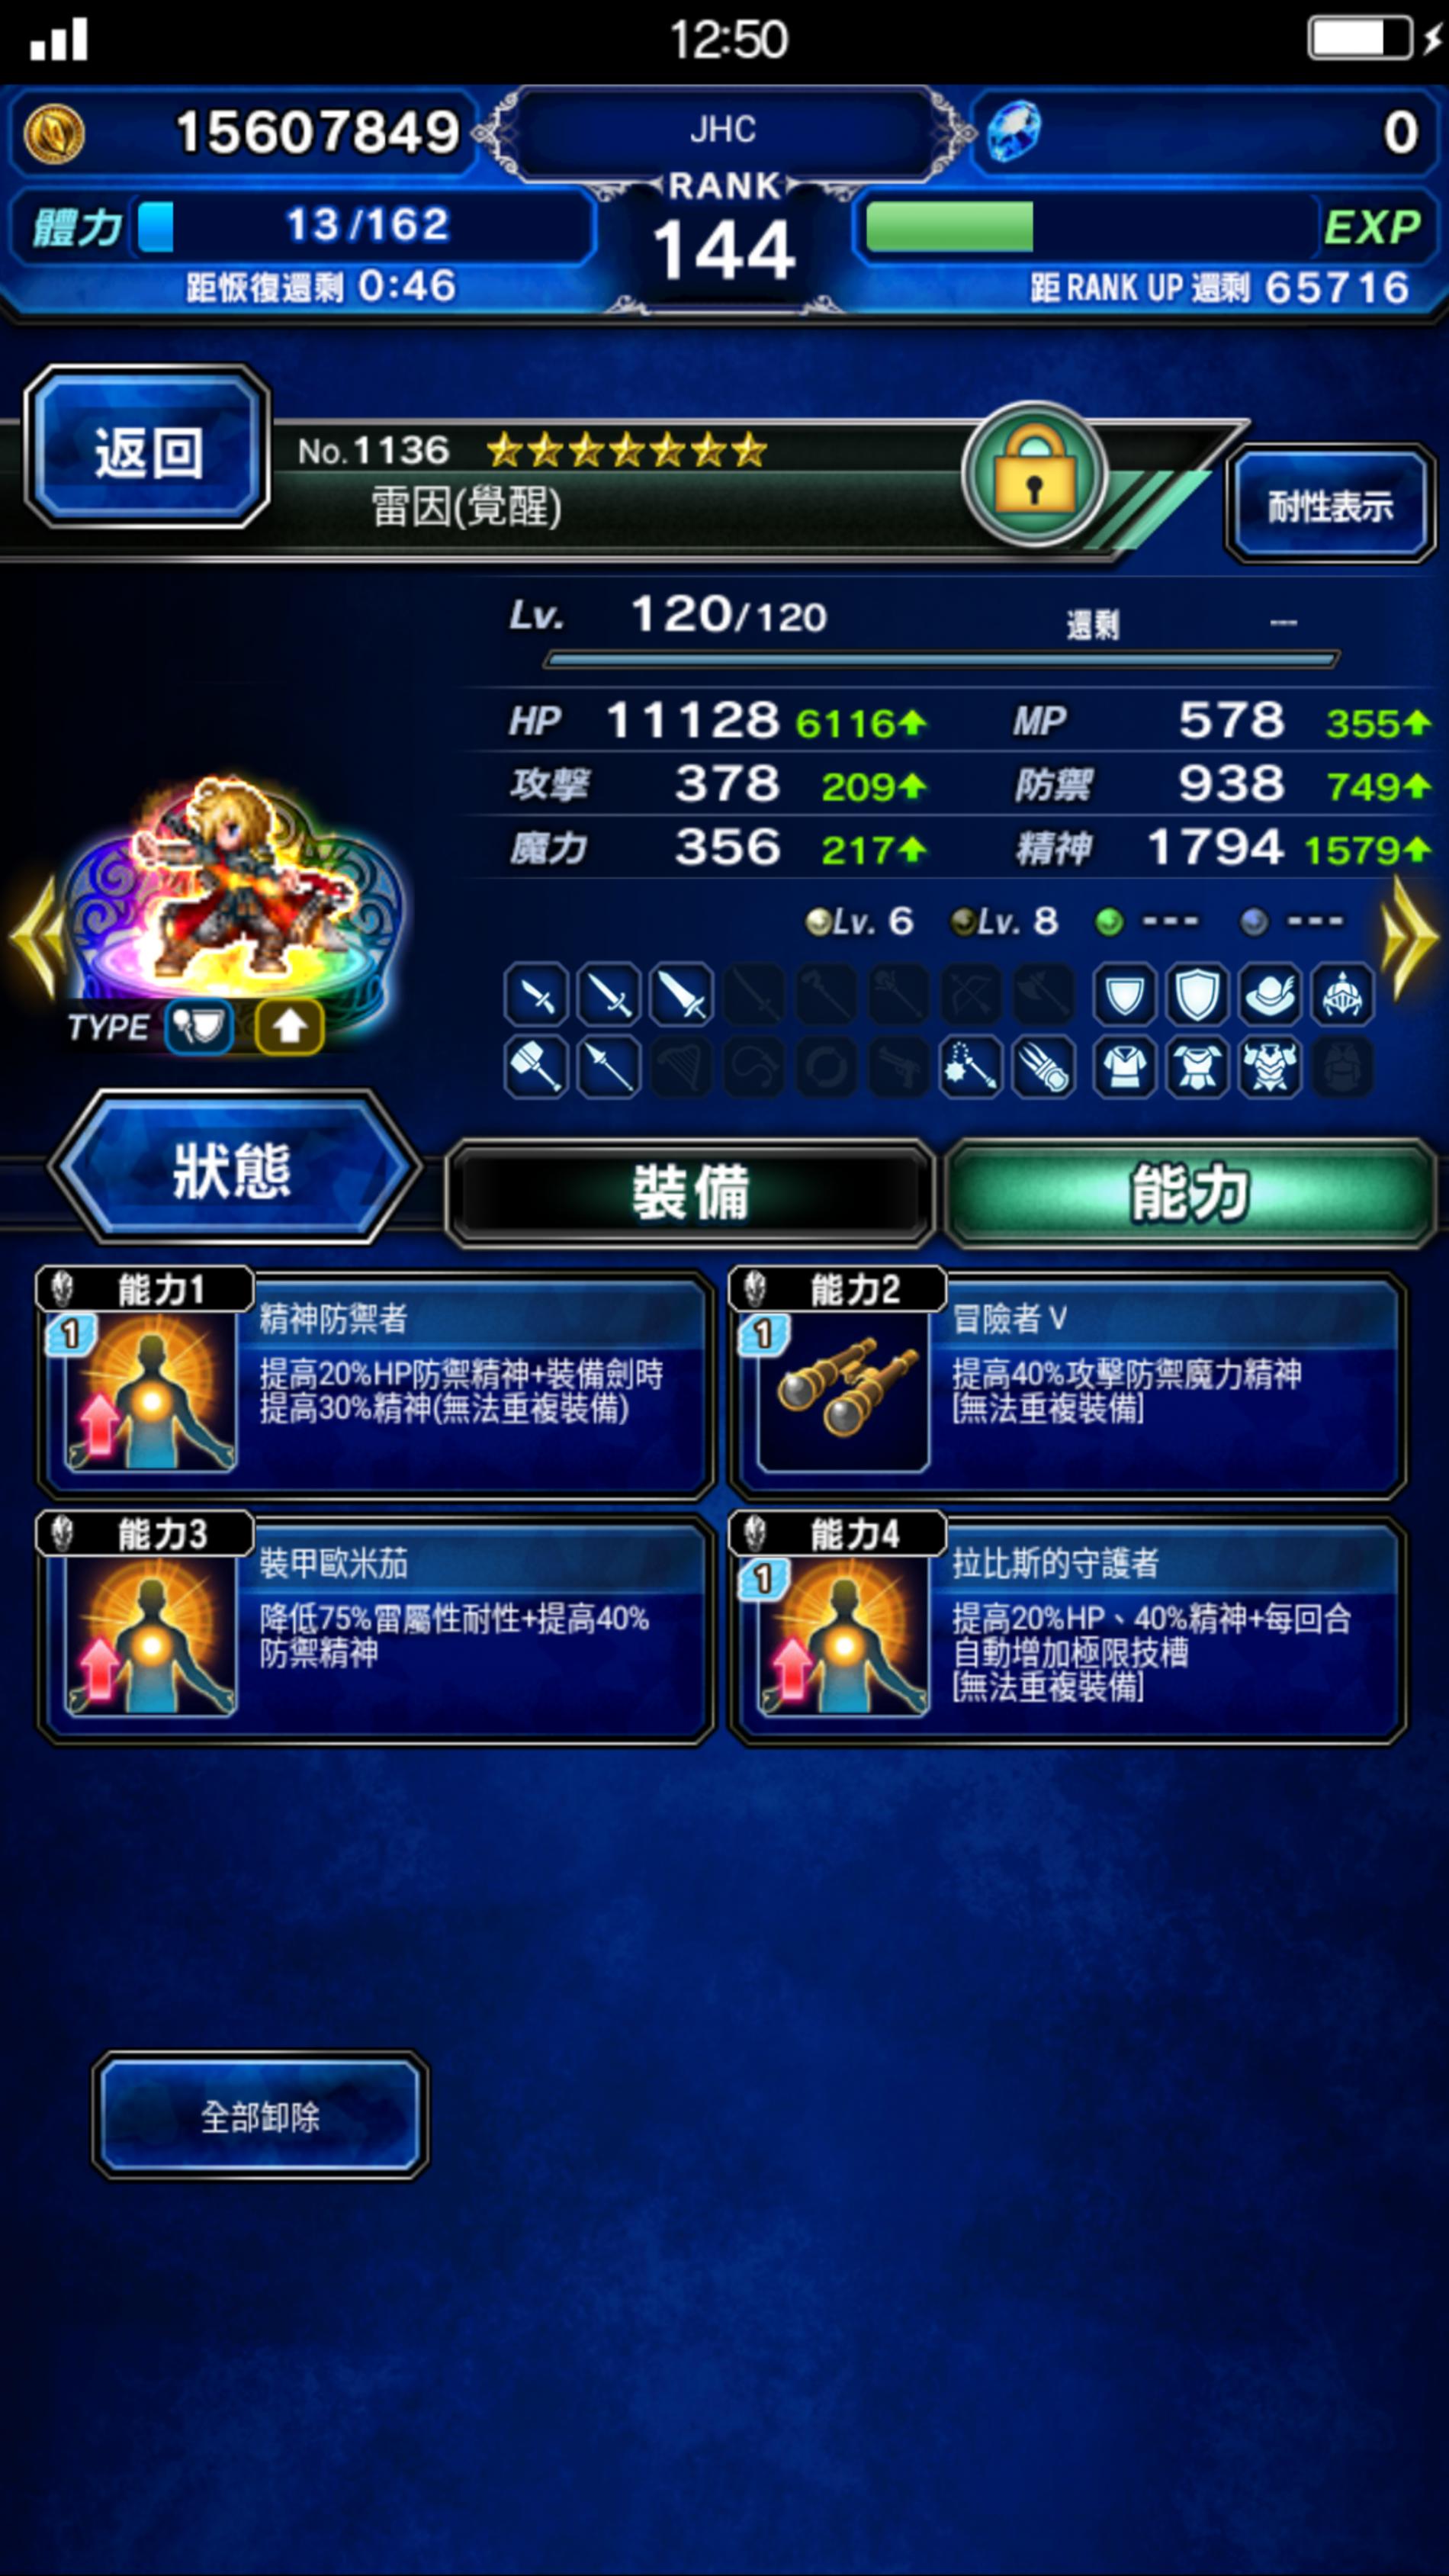 12:50
15607849
JHC
0
RANK
144
體力
13/162
EXP
距恢復還剩 0:46
距RANK UP 還剩 65716
返回
No.1136
雷因(覺醒)
耐性表示
Lv. 120/120 還剩 ---
HP 11128 6116 MP 578 355
攻擊 378 209 防禦 938 749
魔力 356 217 精神 1794 1579
Lv. 6 Lv. 8 --- ---
TYPE
狀態
裝備
能力
能力1
1
精神防禦者
提高20%HP防禦精神+裝備劍時
提高30%精神(無法重複裝備)
能力2
1
冒險者Ⅴ
提高40%攻擊防禦魔力精神
[無法重複裝備]
能力3
裝甲歐米茄
降低75%雷屬性耐性+提高40%
防禦精神
能力4
1
拉比斯的守護者
提高20%HP、40%精神+每回合
自動增加極限技槽
[無法重複裝備]
全部卸除